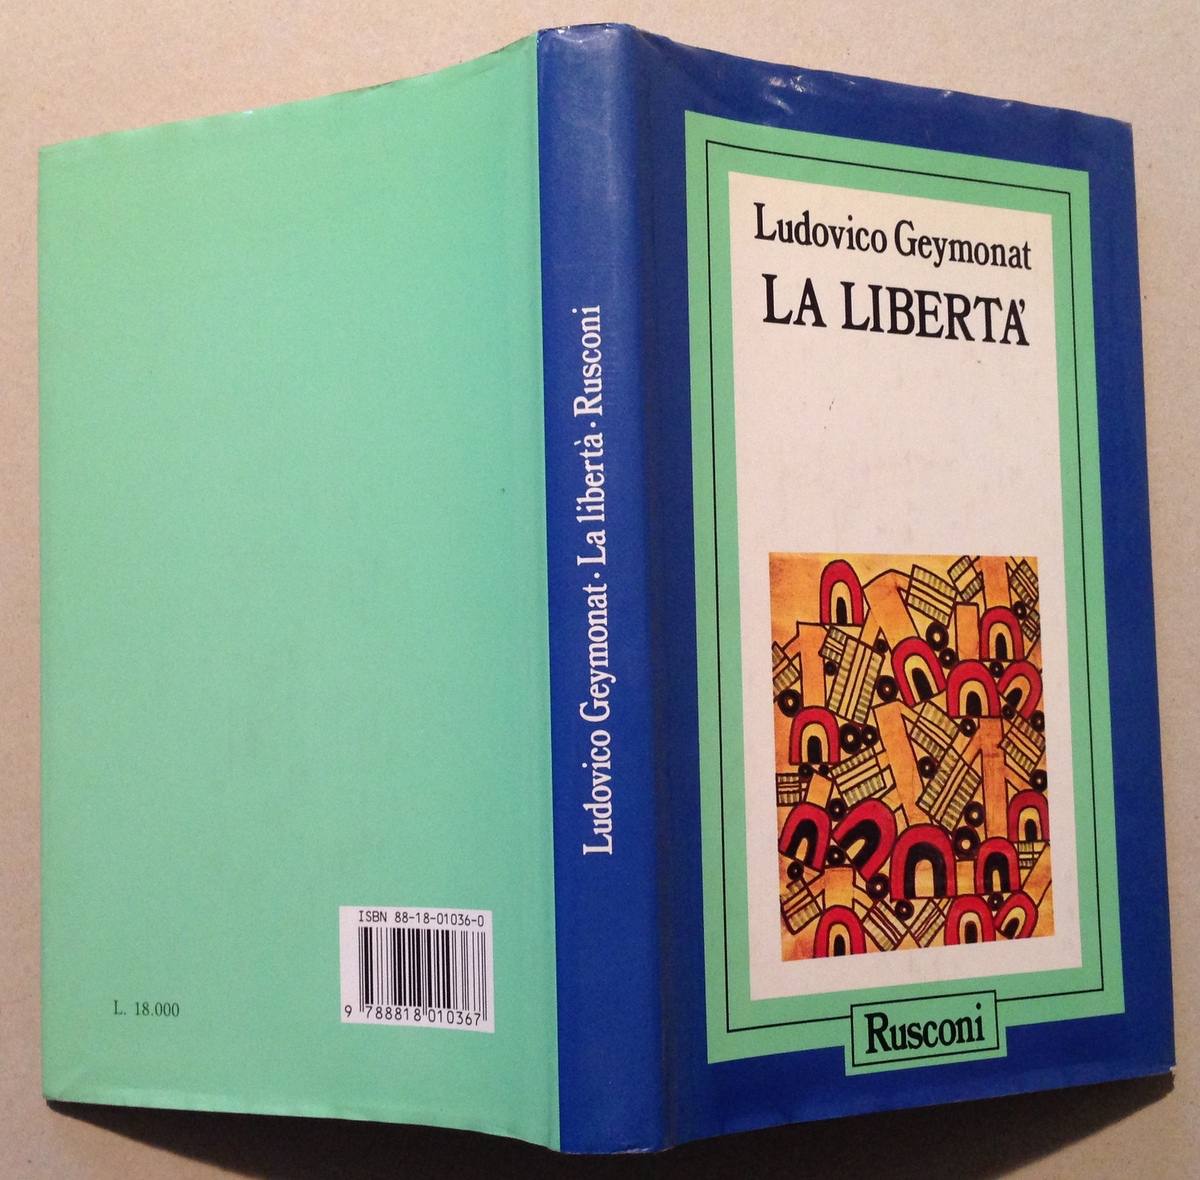 Ludovico Geymonat
LA LIBERTA'
Rusconi
Ludovico Geymonat · La libertà · Rusconi
L. 18.000
ISBN 88-18-01036-0
9 788818 010367